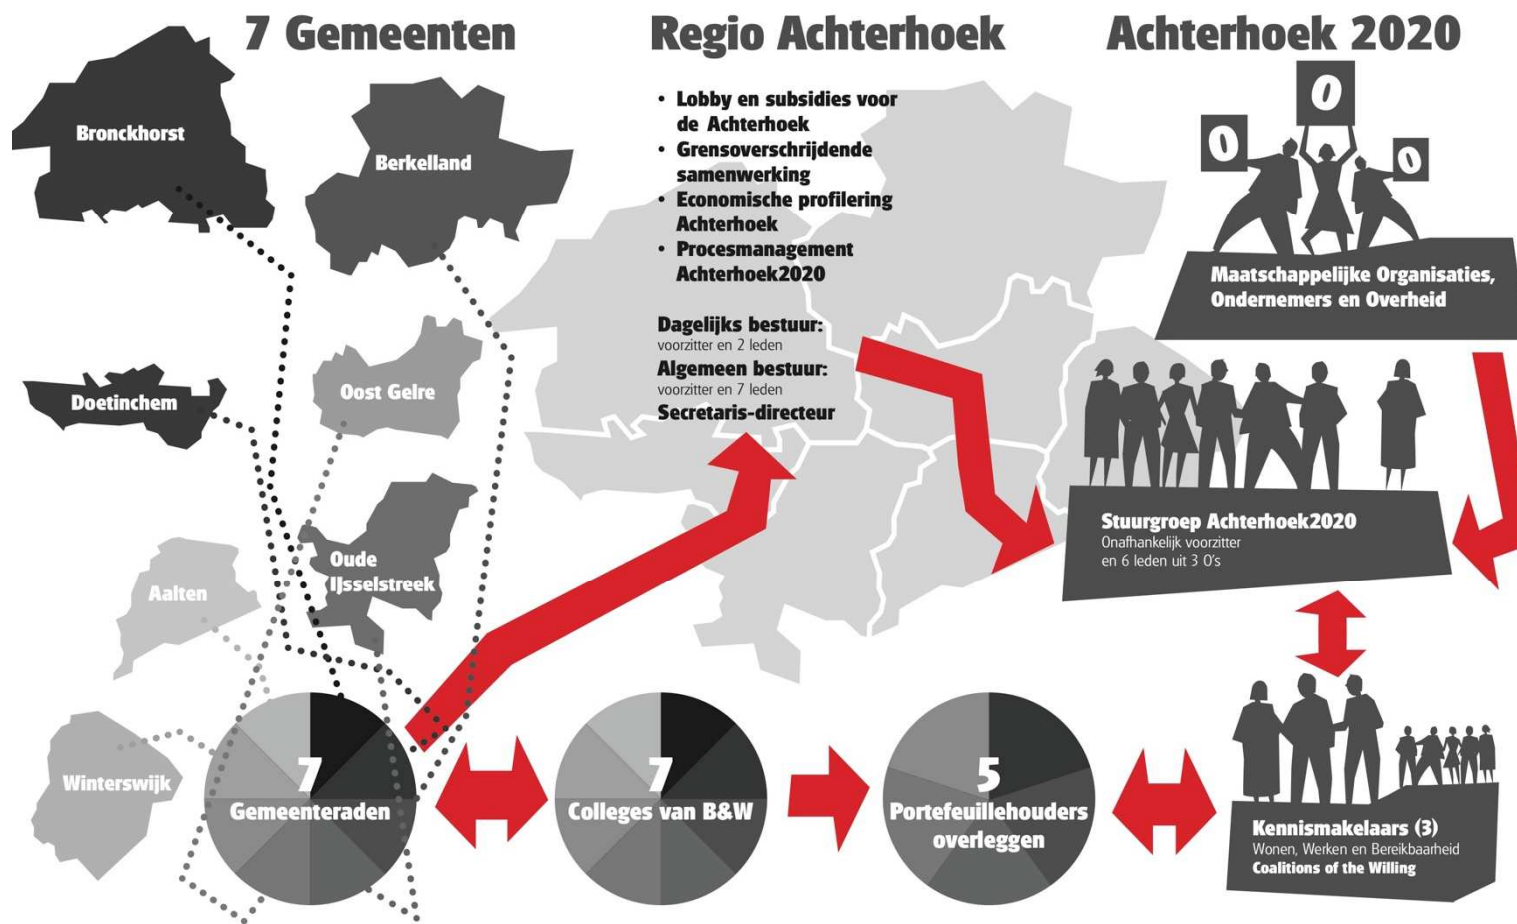 7 Gemeenten
Bronckhorst
Berkelland
Doetinchem
Oost Gelre
Aalten
Oude
IJsselstreek
Winterswijk
7
Gemeenteraden
7
Colleges van B&W
5
Portefeuillehouders
overleggen
Regio Achterhoek
• Lobby en subsidies voor
de Achterhoek
• Grensoverschrijdende
samenwerking
• Economische profilering
Achterhoek
• Procesmanagement
Achterhoek2020
Dagelijks bestuur:
voorzitter en 2 leden
Algemeen bestuur:
voorzitter en 7 leden
Secretaris-directeur
Achterhoek 2020
0
0
0
Maatschappelijke Organisaties,
Ondernemers en Overheid
Stuurgroep Achterhoek2020
Onafhankelijk voorzitter
en 6 leden uit 3 O's
Kennismakelaars (3)
Wonen, Werken en Bereikbaarheid
Coalitions of the Willing